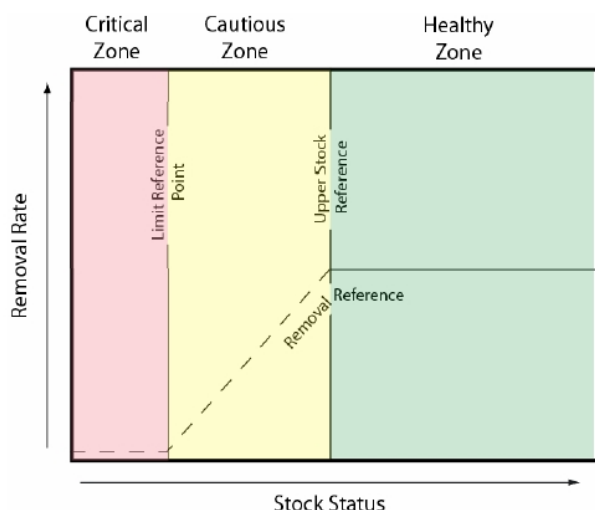 Critical
Zone
Cautious
Zone
Healthy
Zone
Removal Rate
Limit Reference
Point
Upper Stock
Reference
Removal Reference
Stock Status